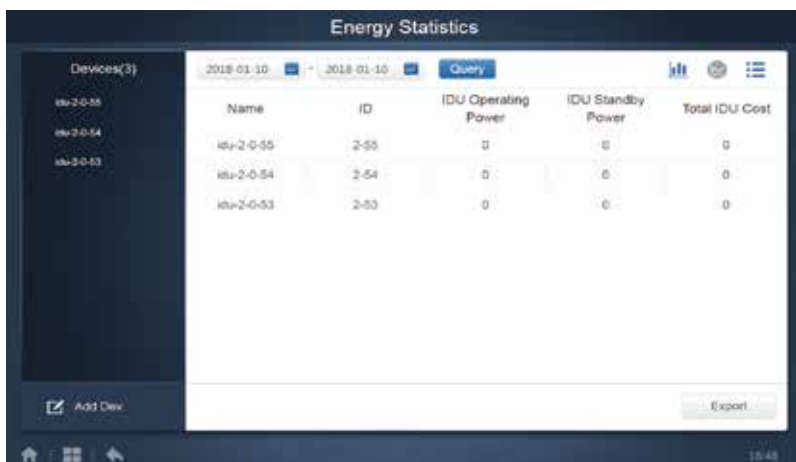 Energy Statistics
Devices(3)
idu-2-0-55
idu-2-0-54
idu-2-0-53
Add Dev
2018-01-10 - 2018-01-10 Query
Name ID IDU Operating Power IDU Standby Power Total IDU Cost
idu-2-0-55 2-55 0 0 0
idu-2-0-54 2-54 0 0 0
idu-2-0-53 2-53 0 0 0
Export
16:48